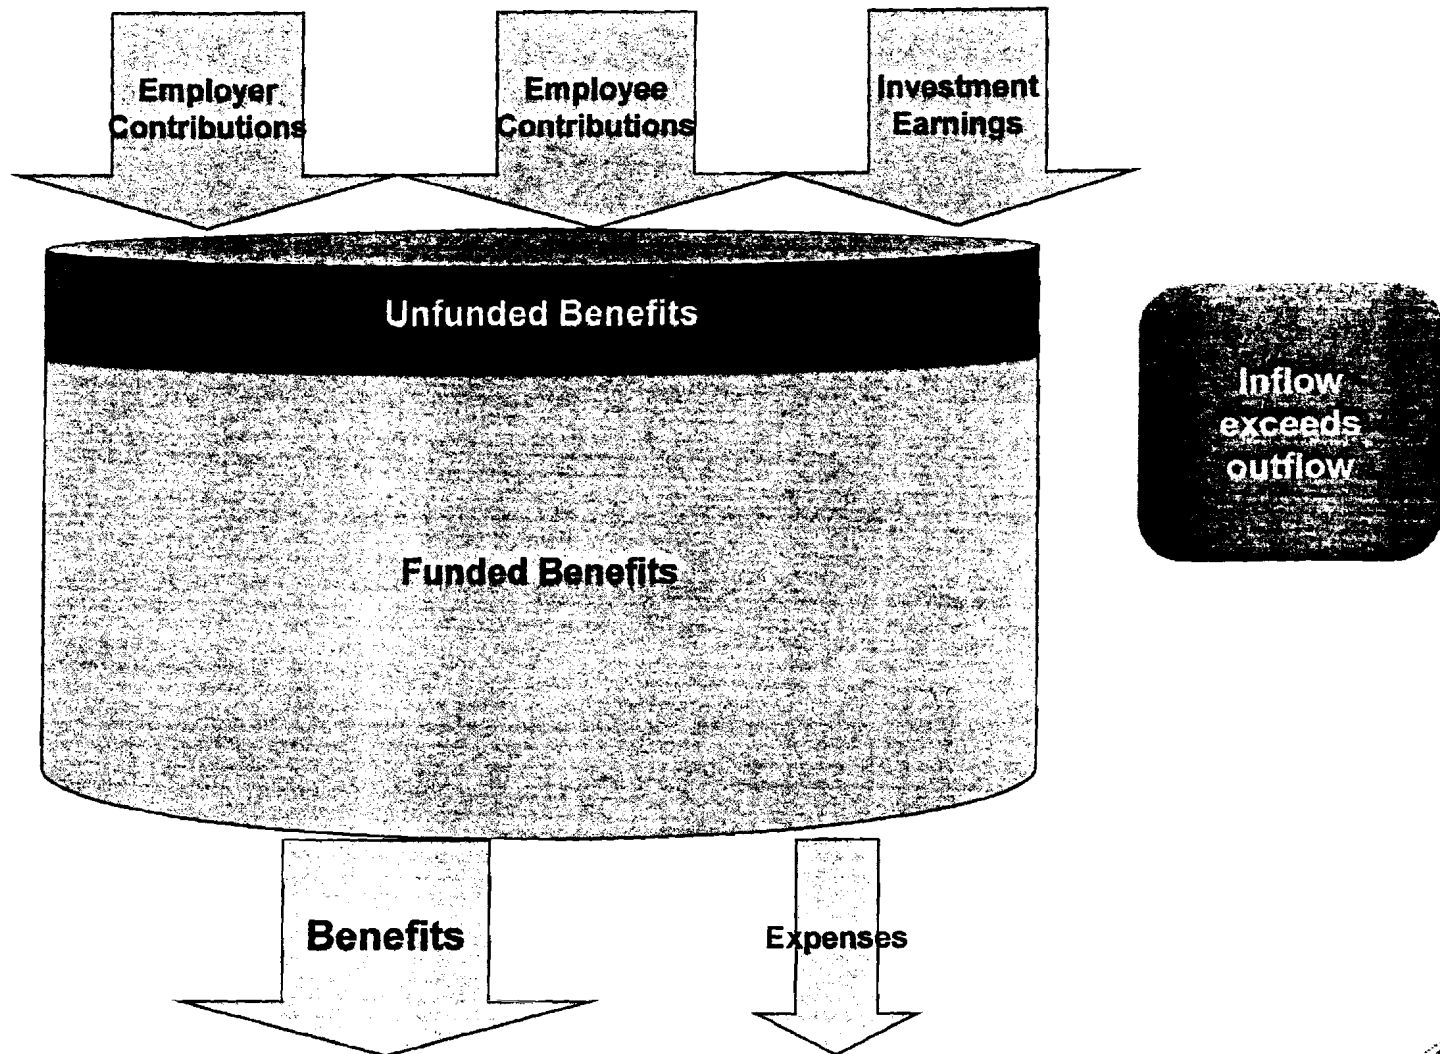 Employer
Contributions
Employee
Contributions
Investment
Earnings
Unfunded Benefits
Inflow
exceeds
outflow
Funded Benefits
Benefits
Expenses